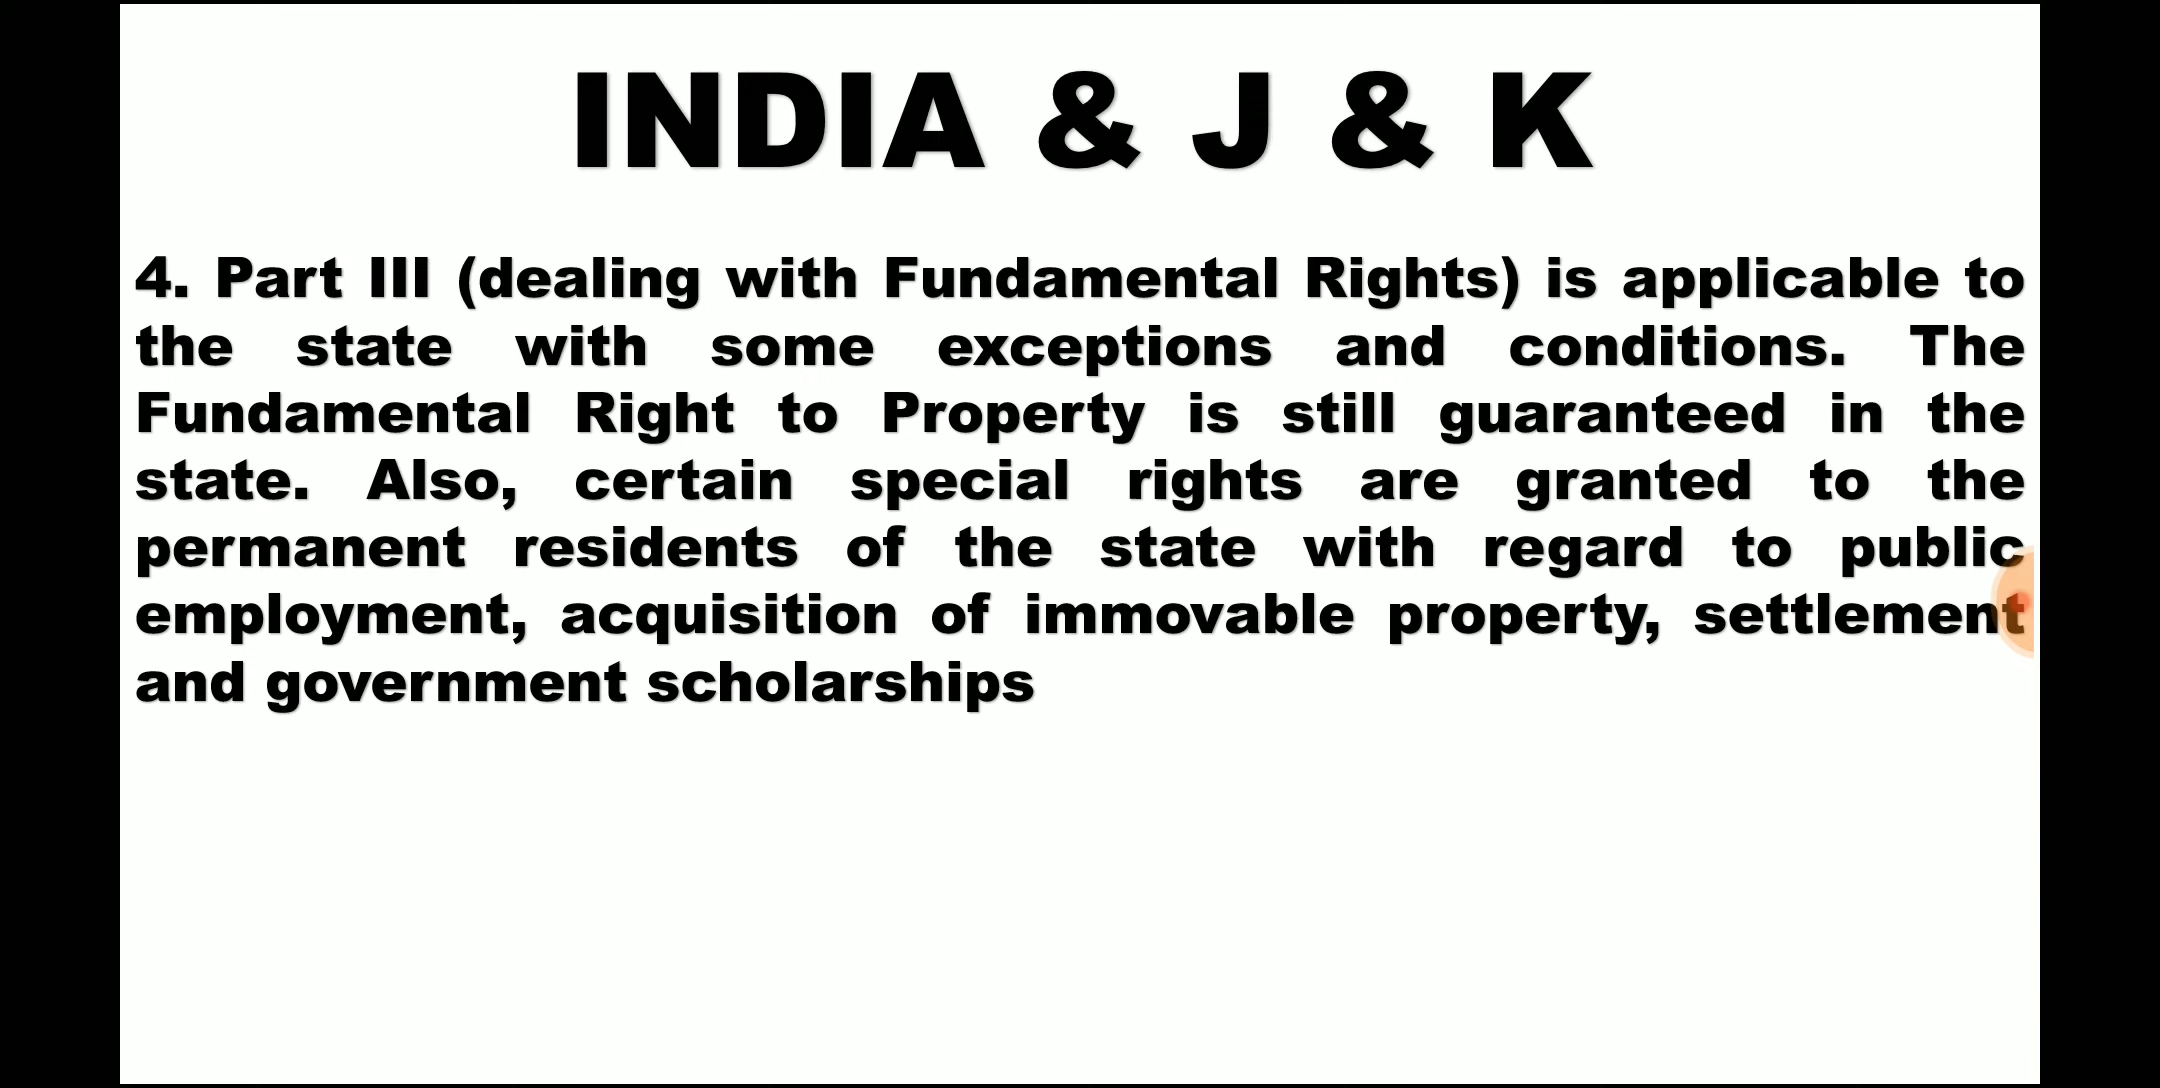 INDIA & J & K
4. Part III (dealing with Fundamental Rights) is applicable to
the state with some exceptions and conditions. The
Fundamental Right to Property is still guaranteed in the
state. Also, certain special rights are granted to the
permanent residents of the state with regard to public
employment, acquisition of immovable property, settlement
and government scholarships